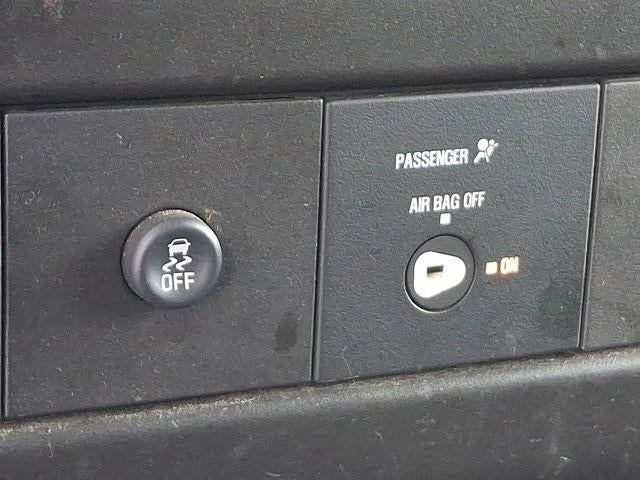 OFF
PASSENGER
AIR BAG OFF
ON